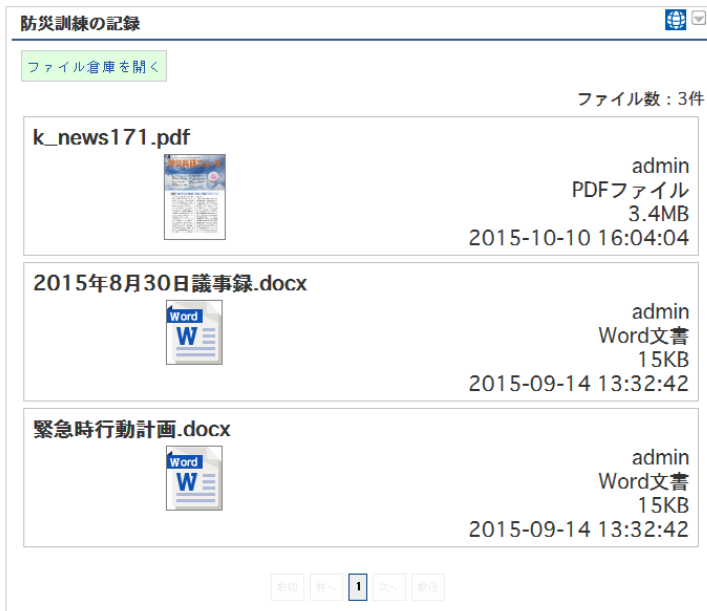 防災訓練の記録
ファイル倉庫を開く
ファイル数：3件
k_news171.pdf
admin
PDFファイル
3.4MB
2015-10-10 16:04:04
2015年8月30日議事録.docx
Word
W
admin
Word文書
15KB
2015-09-14 13:32:42
緊急時行動計画.docx
Word
W
admin
Word文書
15KB
2015-09-14 13:32:42
最初 前へ 1 次へ 最後